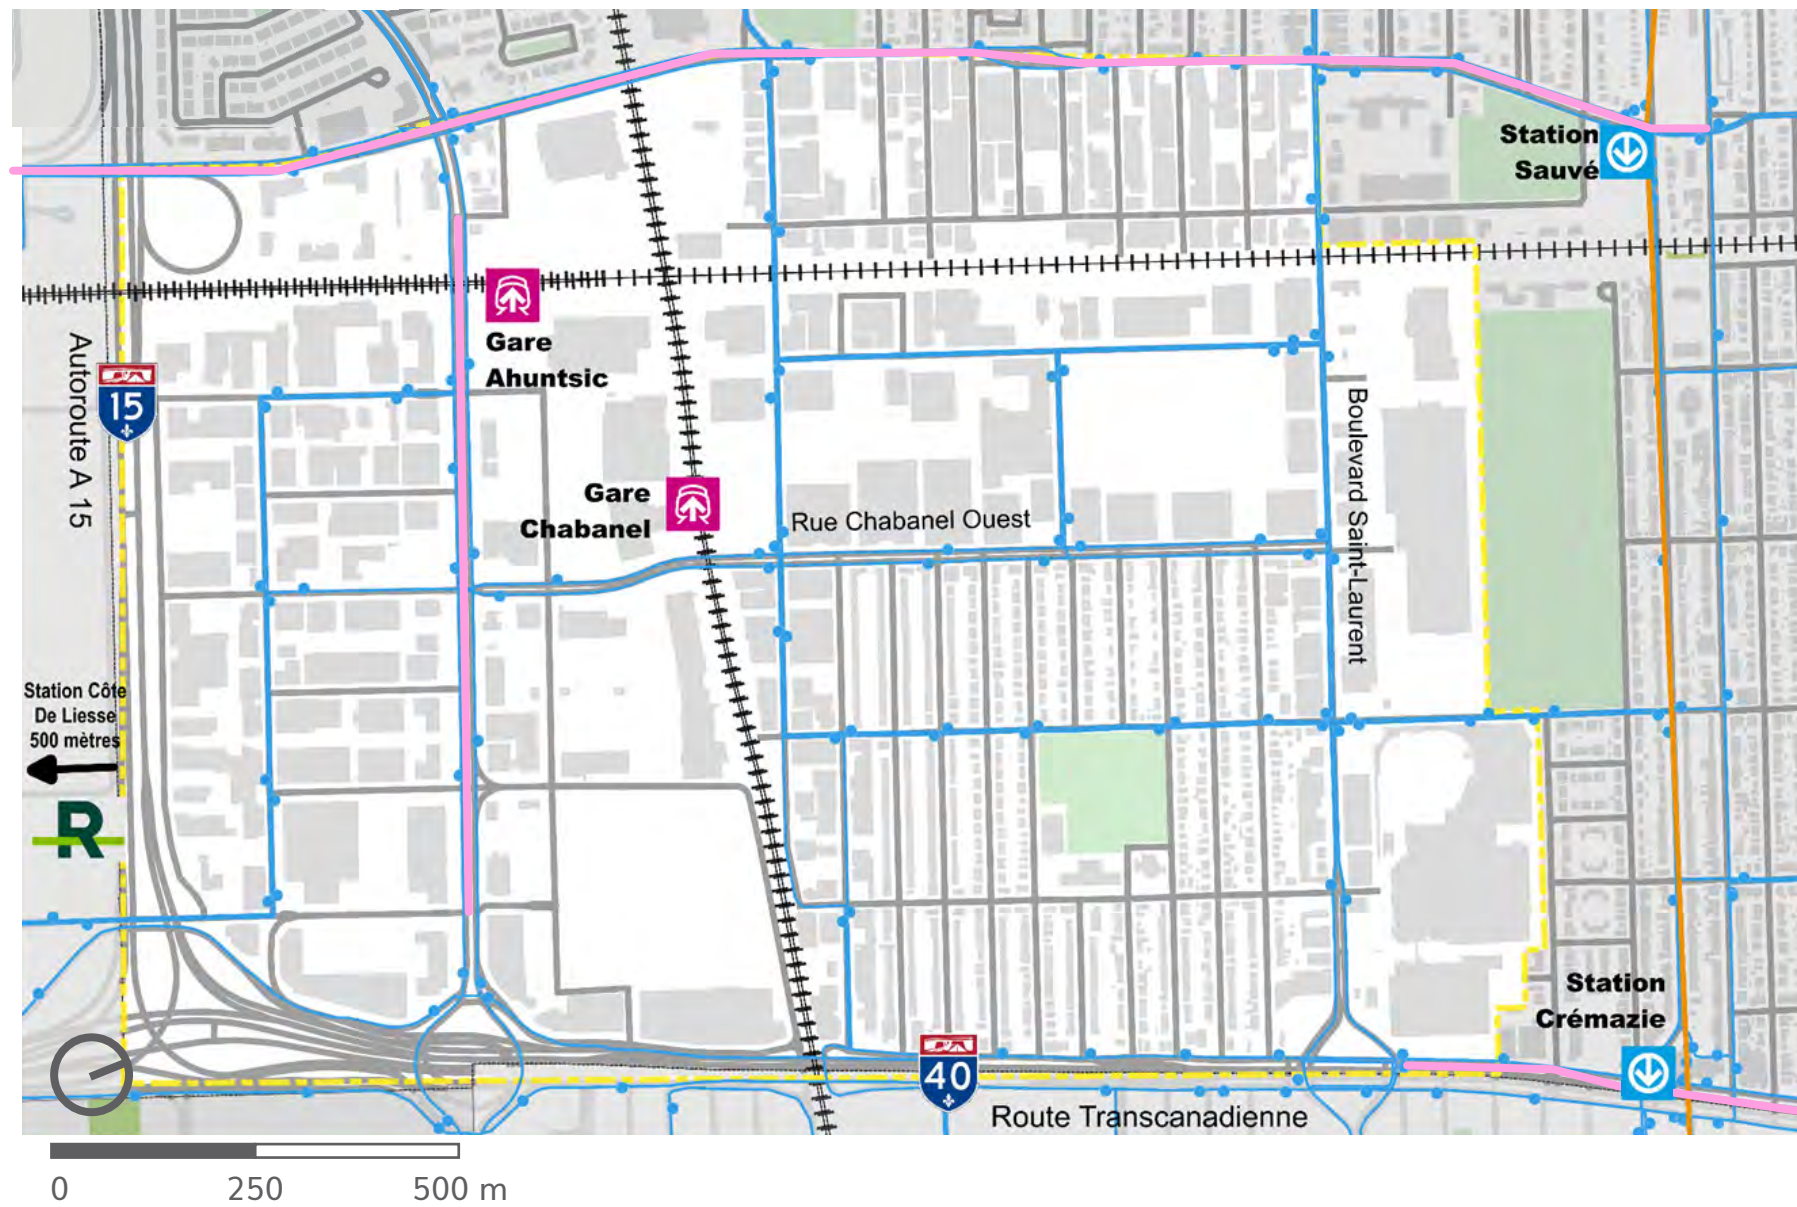 Station
Sauvé
Gare
Ahuntsic
15
Autoroute A 15
Boulevard Saint-Laurent
Gare
Chabanel
Rue Chabanel Ouest
Station Côte
De Liesse
500 mètres
R
Station
Crémazie
40
Route Transcanadienne
0 250 500 m